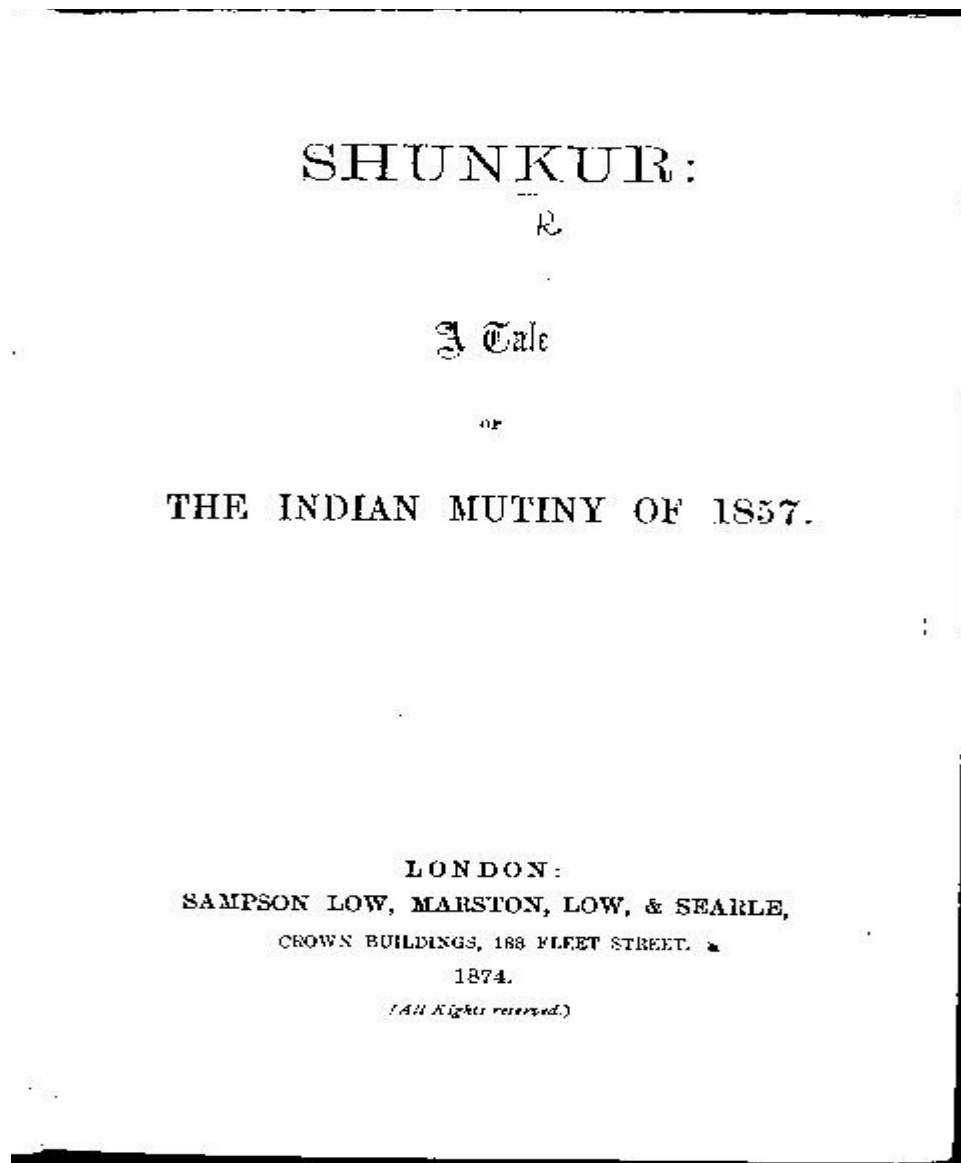 SHUNKUR:
R
A Tale
OF
THE INDIAN MUTINY OF 1857.
LONDON:
SAMPSON LOW, MARSTON, LOW, & SEARLE,
CROWN BUILDINGS, 188 FLEET STREET.
1874.
(All Rights reserved.)